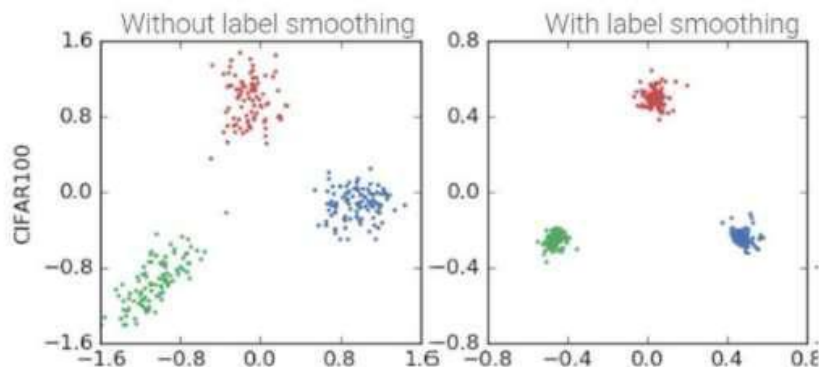 Without label smoothing
With label smoothing
CIFAR100
1.6
0.8
0.0
−0.8
−1.6
−1.6 −0.8 0.0 0.8 1.6
0.8
0.4
0.0
−0.4
−0.8
−0.8 −0.4 0.0 0.4 0.8